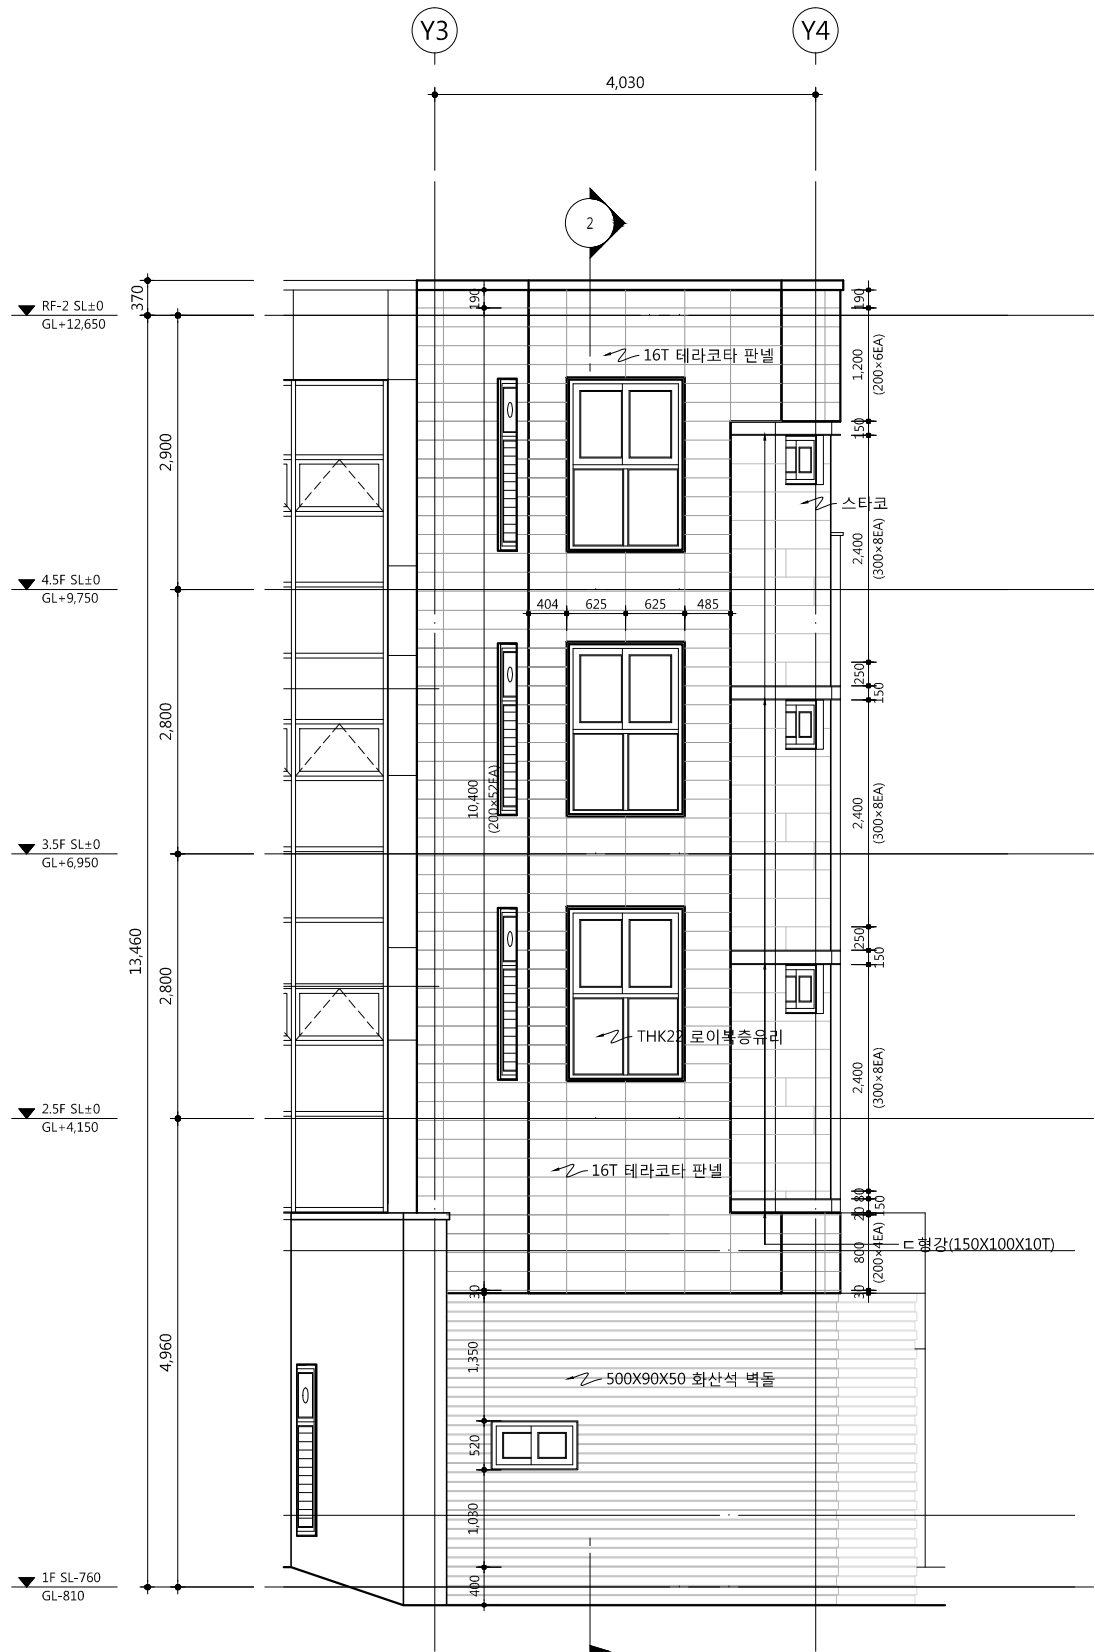 Y3
Y4
4,030
2
370
190
190
RF-2 SL±0
GL+12,650
16T 테라코타 판넬
1,200
(200×6EA)
150
2,900
스타코
2,400
(300×8EA)
4.5F SL±0
GL+9,750
404
625
625
485
250
150
2,800
10,400
(200×52EA)
2,400
(300×8EA)
3.5F SL±0
GL+6,950
13,460
250
150
2,800
THK22 로이복층유리
2,400
(300×8EA)
2.5F SL±0
GL+4,150
16T 테라코타 판넬
80
150
20
ㄷ형강(150X100X10T)
800
(200×4EA)
30
30
4,960
1,350
500X90X50 화산석 벽돌
520
1,030
1F SL-760
GL-810
400